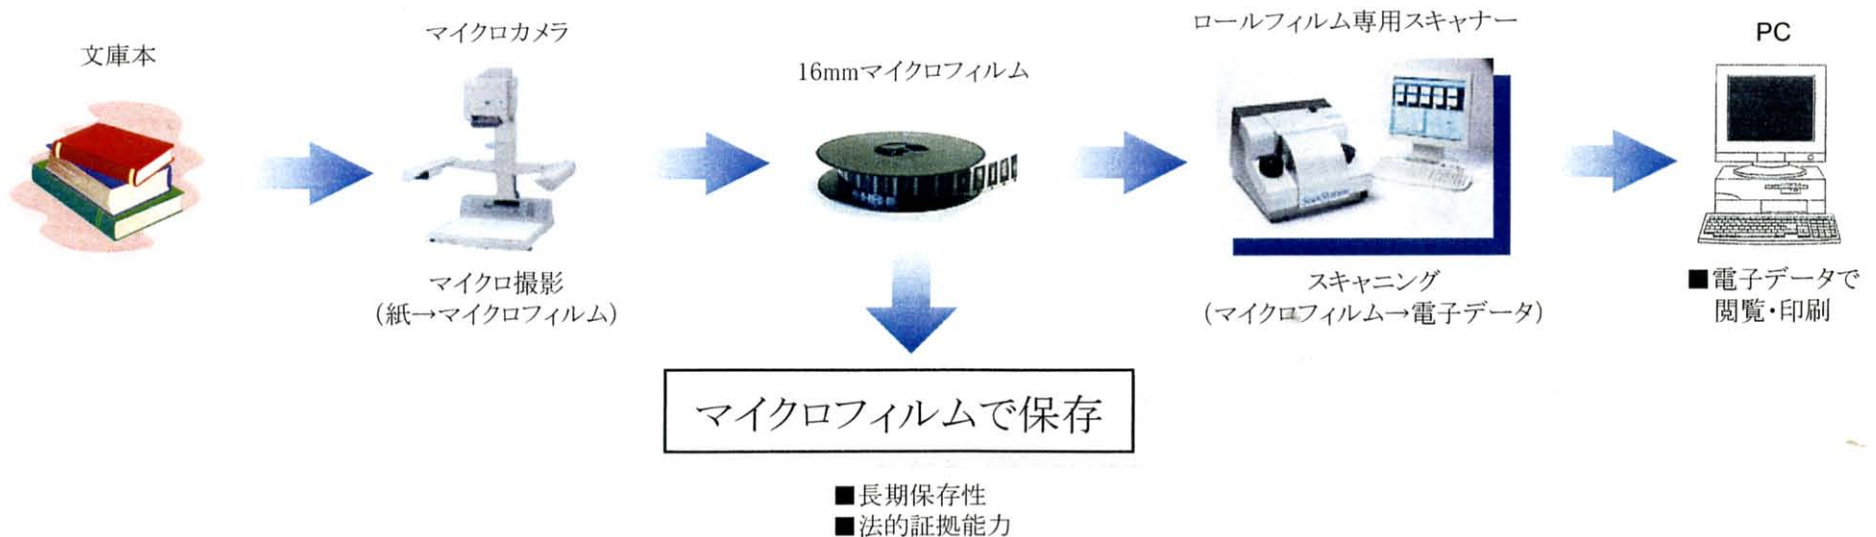 文庫本
マイクロカメラ
マイクロ撮影
(紙→マイクロフィルム)
16mmマイクロフィルム
ロールフィルム専用スキャナー
スキャニング
(マイクロフィルム→電子データ)
PC
■電子データで
閲覧・印刷
マイクロフィルムで保存
■長期保存性
■法的証拠能力